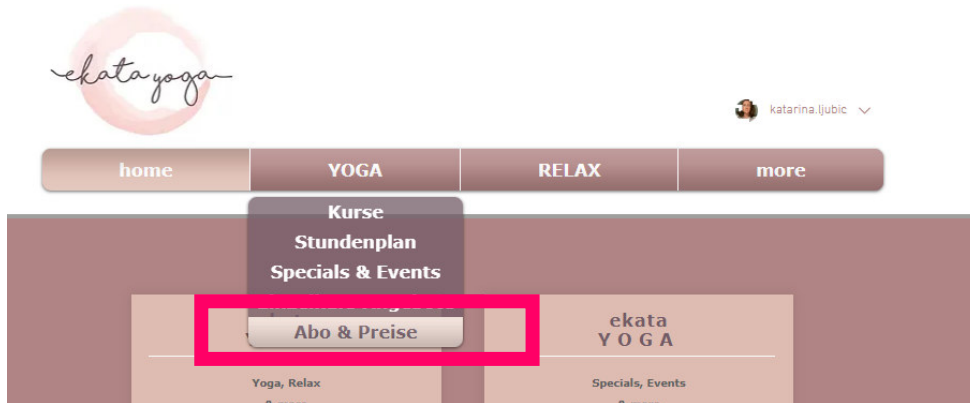 ekata yoga
katarina.ljubic
home YOGA RELAX more
Kurse
Stundenplan
Specials & Events
Abo & Preise
ekata
YOGA
Yoga, Relax
Specials, Events